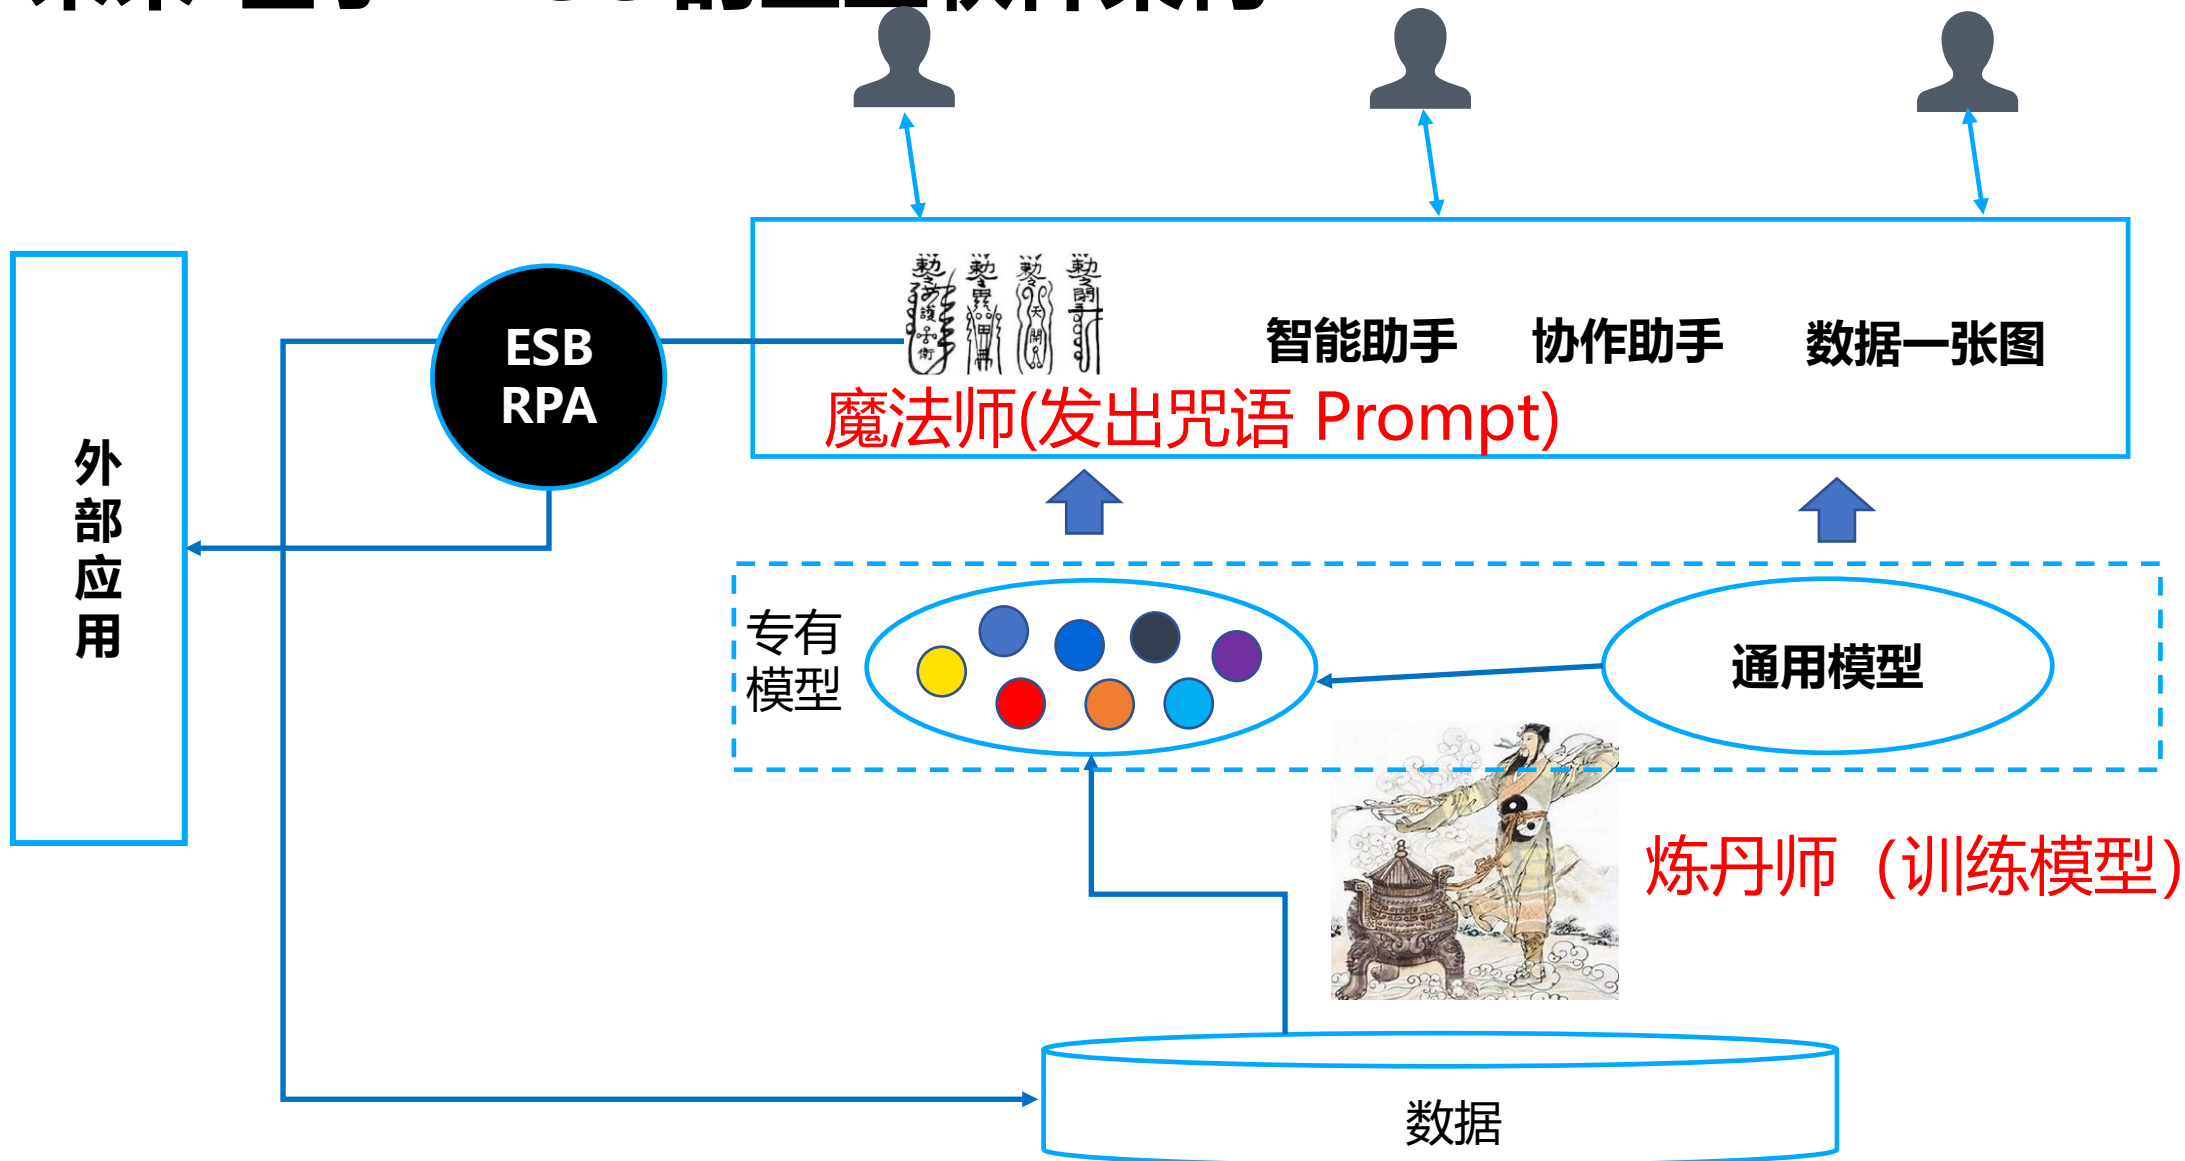 ESB
RPA
智能助手
协作助手
数据一张图
魔法师(发出咒语 Prompt)
外
部
应
用
专有
模型
通用模型
炼丹师（训练模型）
数据